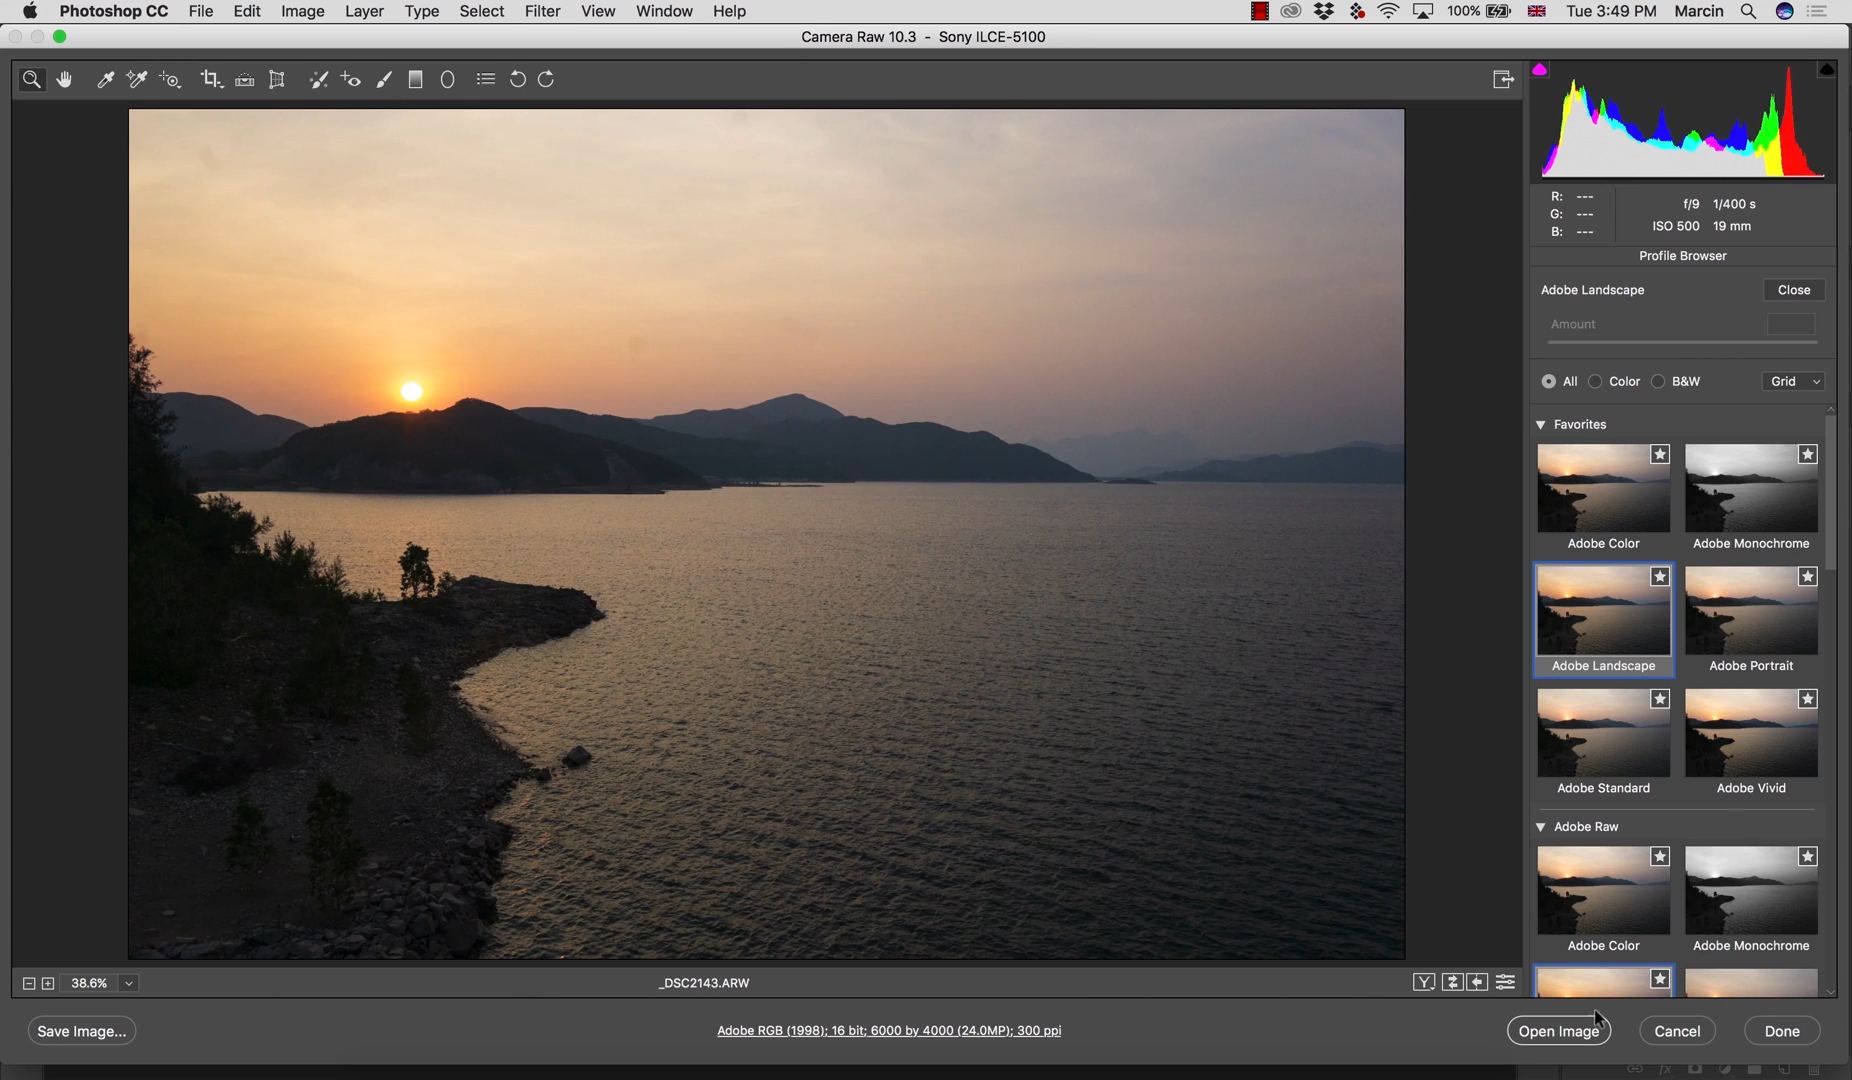 Photoshop CC File Edit Image Layer Type Select Filter View Window Help 100% Tue 3:49 PM Marcin
Camera Raw 10.3 - Sony ILCE-5100
R: ---
G: ---
B: ---
f/9 1/400 s
ISO 500 19 mm
Profile Browser
Adobe Landscape Close
Amount
All Color B&W Grid
Favorites
Adobe Color Adobe Monochrome
Adobe Landscape Adobe Portrait
Adobe Standard Adobe Vivid
Adobe Raw
Adobe Color Adobe Monochrome
38.6% _DSC2143.ARW Y
Save Image... Adobe RGB (1998); 16 bit; 6000 by 4000 (24.0MP); 300 ppi Open Image Cancel Done
fx